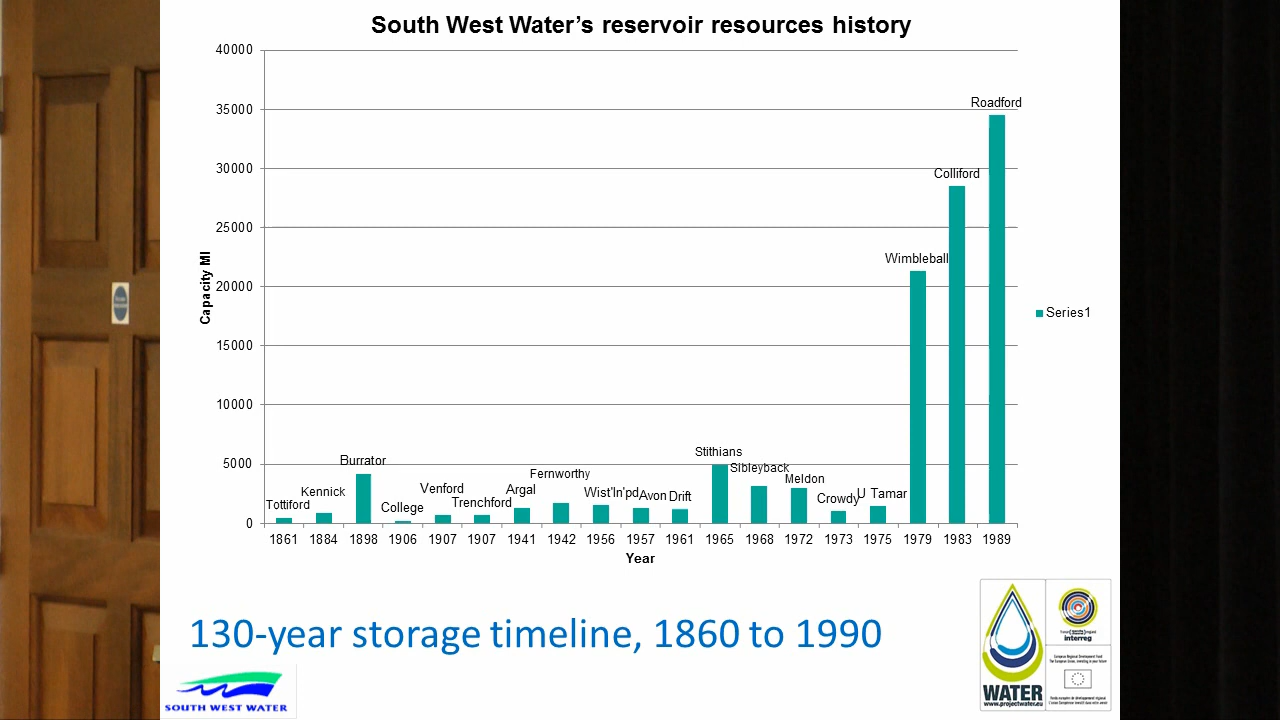 South West Water's reservoir resources history
40000
35000
30000
25000
20000
15000
10000
5000
0
Capacity Ml
Tottiford
Kennick
Burrator
College
Venford
Trenchford
Argal
Fernworthy
Wist'ln'pd
Avon
Drift
Stithians
Sibleyback
Meldon
Crowdy
U Tamar
Wimbleball
Colliford
Roadford
1861 1884 1898 1906 1907 1907 1941 1942 1956 1957 1961 1965 1968 1972 1973 1975 1979 1983 1989
Year
Series1
130-year storage timeline, 1860 to 1990
SOUTH WEST WATER
WATER
www.projectwater.eu
interreg